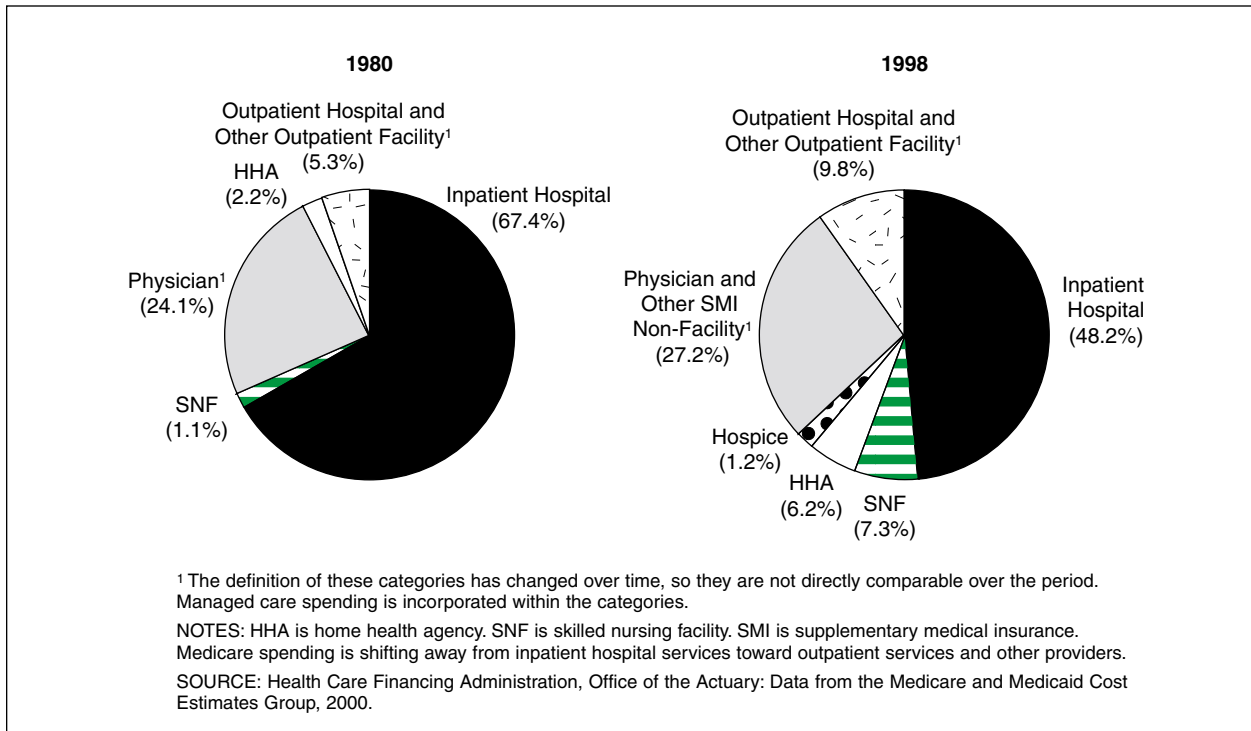 1980
Outpatient Hospital and
Other Outpatient Facility¹
(5.3%)
HHA
(2.2%)
Inpatient Hospital
(67.4%)
Physician¹
(24.1%)
SNF
(1.1%)
1998
Outpatient Hospital and
Other Outpatient Facility¹
(9.8%)
Inpatient
Hospital
(48.2%)
Physician and
Other SMI
Non-Facility¹
(27.2%)
Hospice
(1.2%)
HHA
(6.2%)
SNF
(7.3%)
¹ The definition of these categories has changed over time, so they are not directly comparable over the period.
Managed care spending is incorporated within the categories.
NOTES: HHA is home health agency. SNF is skilled nursing facility. SMI is supplementary medical insurance.
Medicare spending is shifting away from inpatient hospital services toward outpatient services and other providers.
SOURCE: Health Care Financing Administration, Office of the Actuary: Data from the Medicare and Medicaid Cost
Estimates Group, 2000.